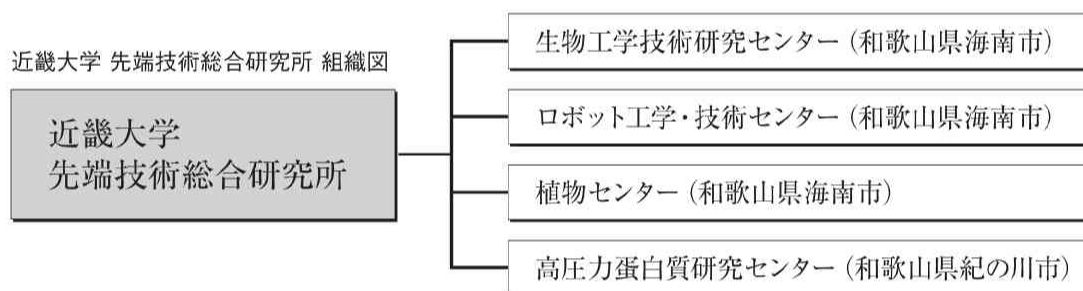 近畿大学 先端技術総合研究所 組織図
近畿大学
先端技術総合研究所
生物工学技術研究センター（和歌山県海南市）
ロボット工学・技術センター（和歌山県海南市）
植物センター（和歌山県海南市）
高圧力蛋白質研究センター（和歌山県紀の川市）